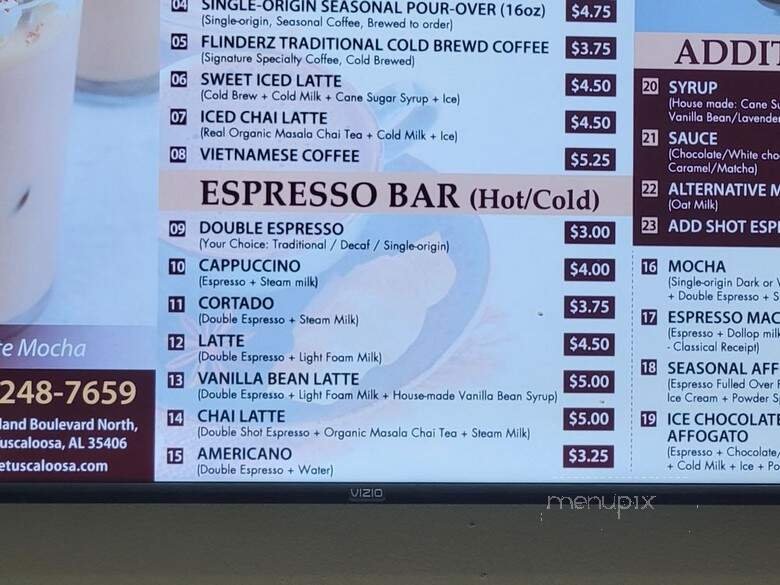 04 SINGLE-ORIGIN SEASONAL POUR-OVER (16oz) $4.75
(Single-origin, Seasonal Coffee, Brewed to order)
05 FLINDERZ TRADITIONAL COLD BREWD COFFEE $3.75
(Signature Specialty Coffee, Cold Brewed)
06 SWEET ICED LATTE $4.50
(Cold Brew + Cold Milk + Cane Sugar Syrup + Ice)
07 ICED CHAI LATTE $4.50
(Real Organic Masala Chai Tea + Cold Milk + Ice)
08 VIETNAMESE COFFEE $5.25
ESPRESSO BAR (Hot/Cold)
09 DOUBLE ESPRESSO $3.00
(Your Choice: Traditional / Decaf / Single-origin)
10 CAPPUCCINO $4.00
(Espresso + Steam milk)
11 CORTADO $3.75
(Double Espresso + Steam Milk)
12 LATTE $4.50
(Double Espresso + Light Foam Milk)
13 VANILLA BEAN LATTE $5.00
(Double Espresso + Light Foam Milk + House-made Vanilla Bean Syrup)
14 CHAI LATTE $5.00
(Double Shot Espresso + Organic Masala Chai Tea + Steam Milk)
15 AMERICANO $3.25
(Double Espresso + Water)
ADDIT
20 SYRUP
(House made: Cane Su
Vanilla Bean/Lavender
21 SAUCE
(Chocolate/White cho
Caramel/Matcha)
22 ALTERNATIVE M
(Oat Milk)
23 ADD SHOT ESP
16 MOCHA
(Single-origin Dark or
+ Double Espresso + S
17 ESPRESSO MAC
(Espresso + Dollop milk
- Classical Receipt)
18 SEASONAL AFF
(Espresso Fulled Over
Ice Cream + Powder S
19 ICE CHOCOLATE
AFFOGATO
(Espresso + Chocolate/
+ Cold Milk + Ice + Po
te Mocha
248-7659
land Boulevard North,
uscaloosa, AL 35406
etuscaloosa.com
VIZIO
menupix